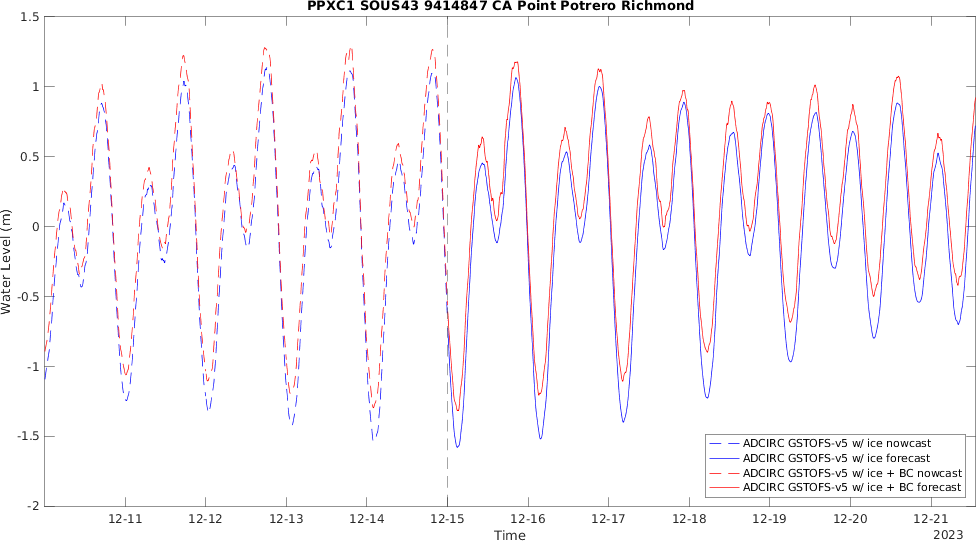 PPXC1 SOUS43 9414847 CA Point Potrero Richmond
1.5
1
0.5
0
-0.5
-1
-1.5
-2
Water Level (m)
12-11 12-12 12-13 12-14 12-15 12-16 12-17 12-18 12-19 12-20 12-21
Time
2023
ADCIRC GSTOFS-v5 w/ ice nowcast
ADCIRC GSTOFS-v5 w/ ice forecast
ADCIRC GSTOFS-v5 w/ ice + BC nowcast
ADCIRC GSTOFS-v5 w/ ice + BC forecast